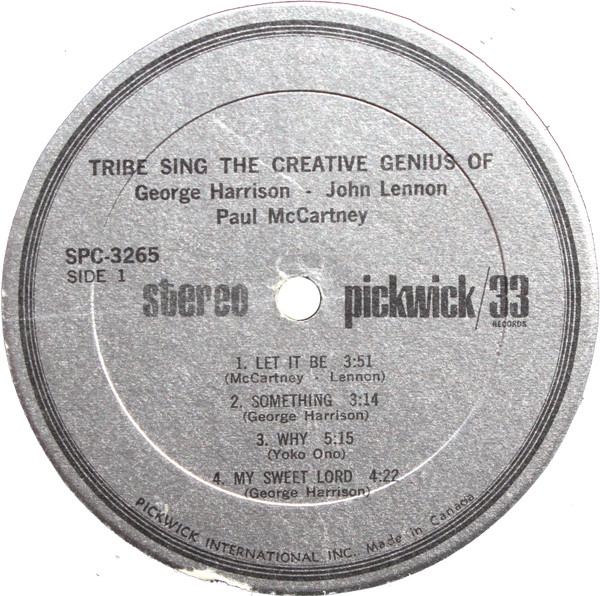 TRIBE SING THE CREATIVE GENIUS OF
George Harrison - John Lennon
Paul McCartney
SPC-3265
SIDE 1
stereo
pickwick/33
RECORDS
1. LET IT BE 3:51
(McCartney - Lennon)
2. SOMETHING 3:14
(George Harrison)
3. WHY 5:15
(Yoko Ono)
4. MY SWEET LORD 4:22
(George Harrison)
PICKWICK INTERNATIONAL INC. Made in Canada